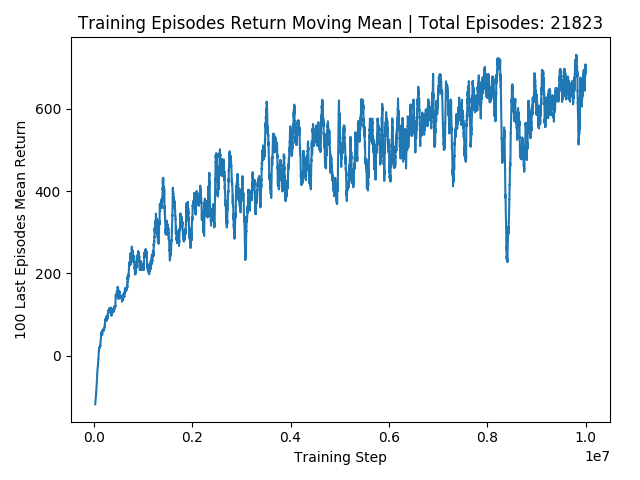 Training Episodes Return Moving Mean | Total Episodes: 21823
100 Last Episodes Mean Return
600
400
200
0
0.0 0.2 0.4 0.6 0.8 1.0
1e7
Training Step